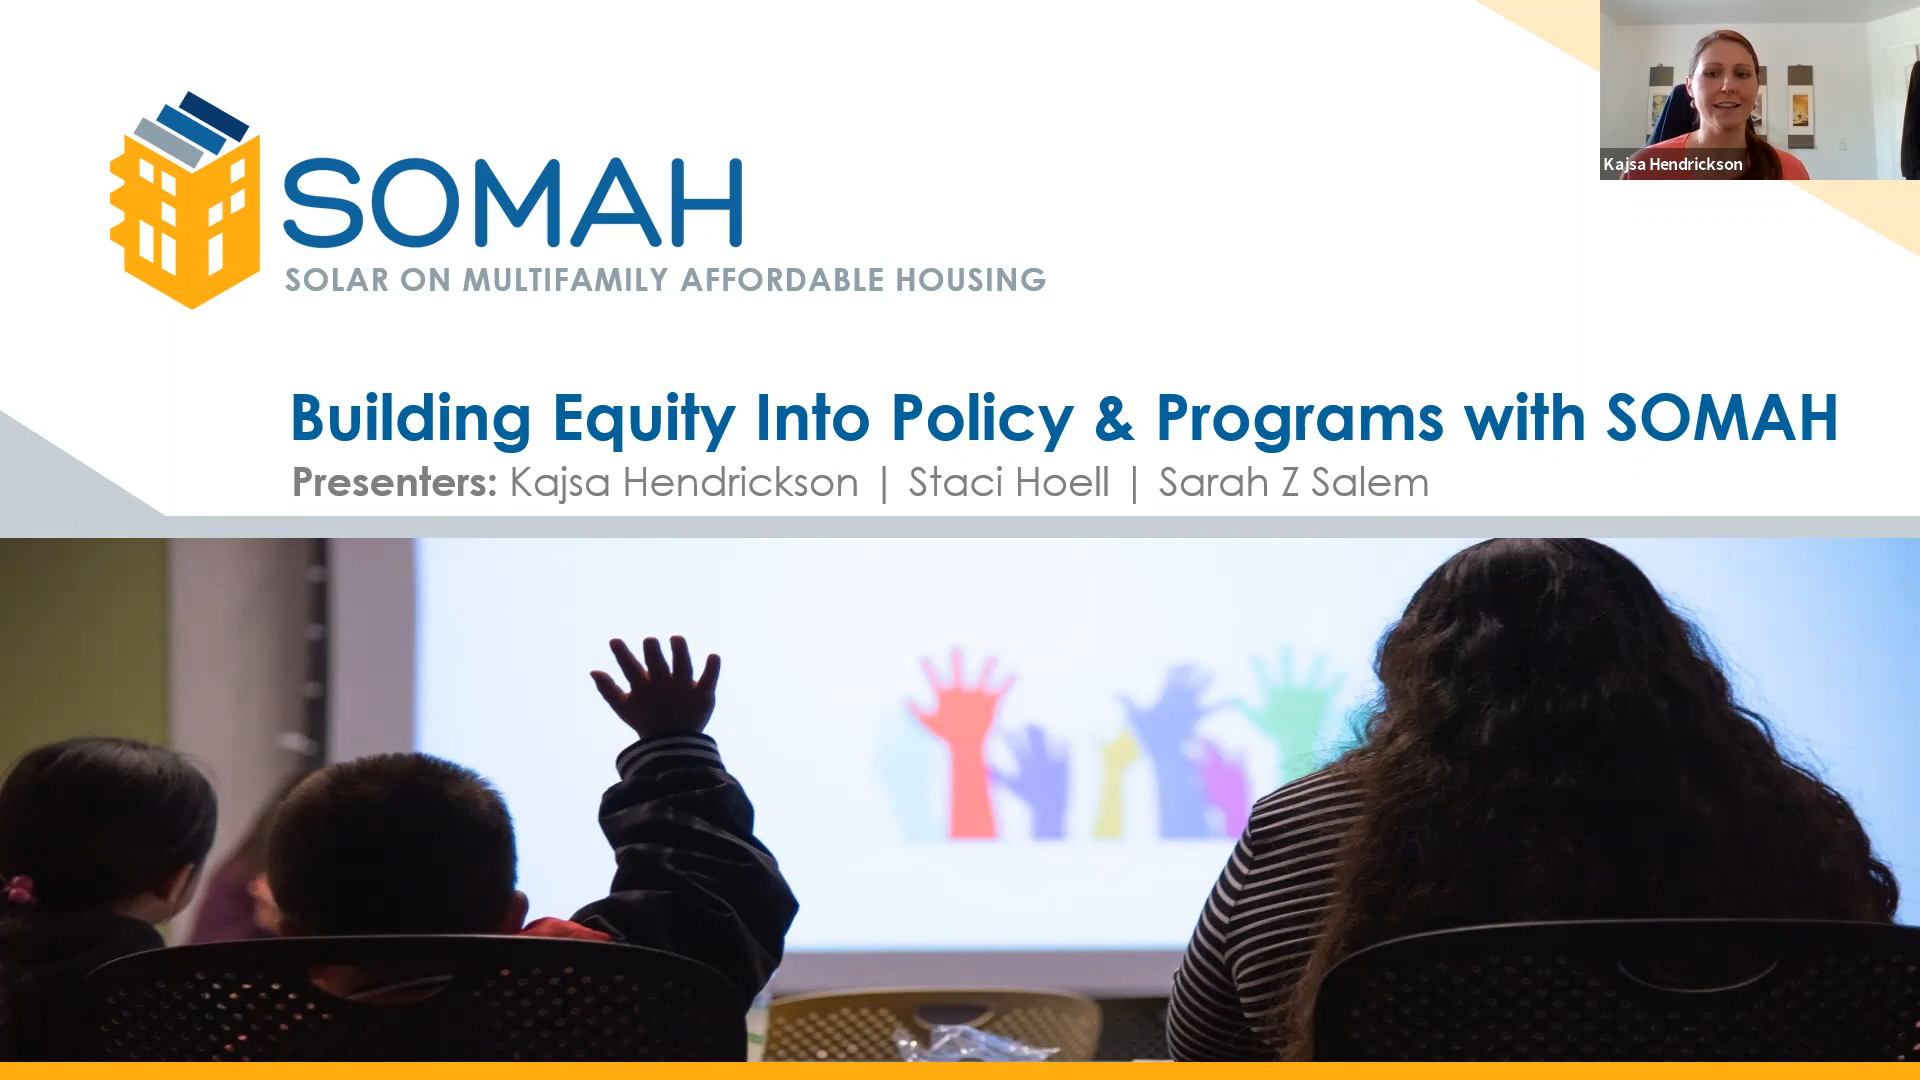 Kajsa Hendrickson
SOMAH
SOLAR ON MULTIFAMILY AFFORDABLE HOUSING
Building Equity Into Policy & Programs with SOMAH
Presenters: Kajsa Hendrickson | Staci Hoell | Sarah Z Salem